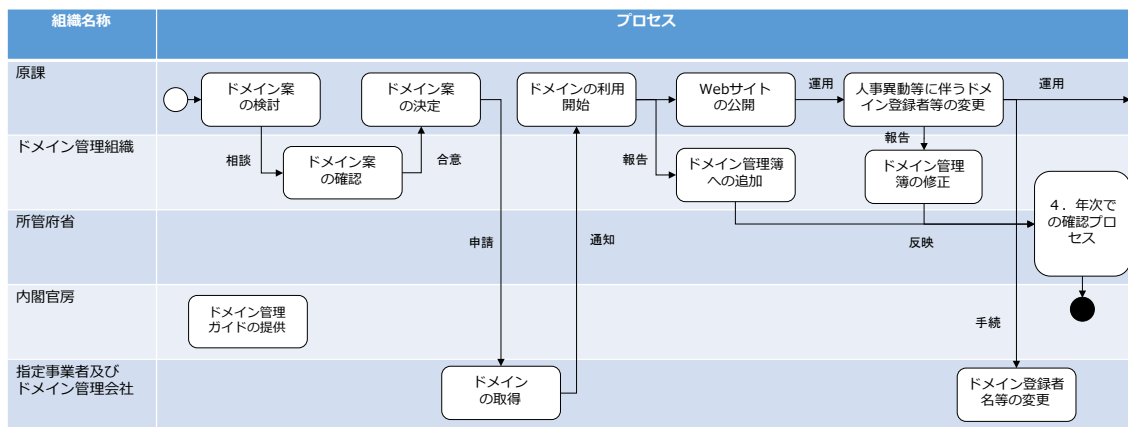 組織名称
プロセス
原課
ドメイン案
の検討
ドメイン案
の決定
ドメインの利用
開始
Webサイト
の公開
運用
人事異動等に伴うドメ
イン登録者等の変更
運用
ドメイン管理組織
相談
ドメイン案
の確認
合意
報告
ドメイン管理簿
への追加
報告
ドメイン管理
簿の修正
所管府省
申請
通知
反映
4．年次で
の確認プロ
セス
内閣官房
ドメイン管理
ガイドの提供
手続
指定事業者及び
ドメイン管理会社
ドメイン
の取得
ドメイン登録者
名等の変更